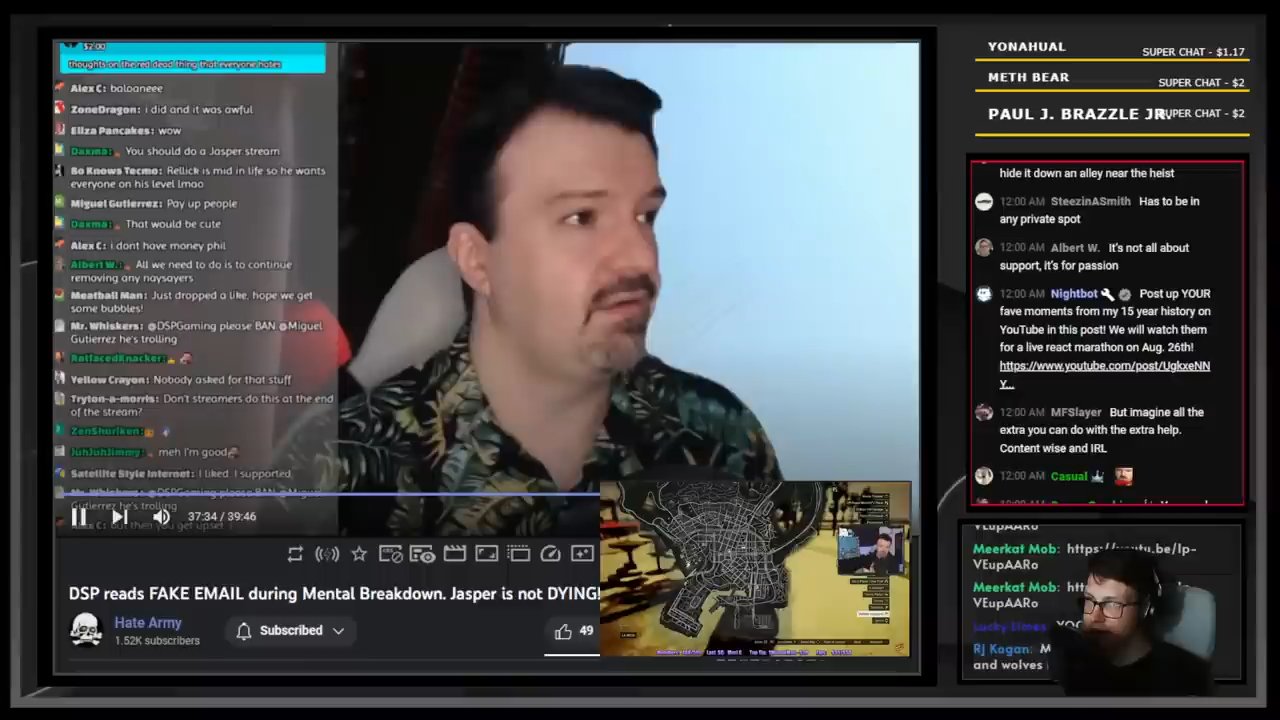 $2.00
thoughts on the red dead thing that everyone hates
Alex C: baloaneee
ZoneDragon: i did and it was awful
Eliza Pancakes: wow
Daxma: You should do a Jasper stream
Bo Knows Tecmo: Rellick is mid in life so he wants
everyone on his level lmao
Miguel Gutierrez: Pay up people
Daxma: That would be cute
Alex C: i dont have money phil
Albert W.: All we need to do is to continue
removing any naysayers
Meatball Man: Just dropped a like, hope we get
some bubbles!
Mr. Whiskers: @DSPGaming please BAN @Miguel
Gutierrez he's trolling
RatfacedKnacker:
Yellow Crayon: Nobody asked for that stuff
Tryton-a-morris: Don't streamers do this at the end
of the stream?
ZenShuriken:
JuhJuhJimmy: meh I'm good
Satellite Style Internet: I liked, I supported
Mr. Whiskers: @DSPGaming please BAN @Miguel
Gutierrez he's trolling
37:34 / 39:46
DSP reads FAKE EMAIL during Mental Breakdown. Jasper is not DYING!
Hate Army
1.52K subscribers
Subscribed
49
YONAHUAL
SUPER CHAT - $1.17
METH BEAR
SUPER CHAT - $2
PAUL J. BRAZZLE JR.
SUPER CHAT - $2
hide it down an alley near the heist
12:00 AM SteezinASmith Has to be in
any private spot
12:00 AM Albert W. It's not all about
support, it's for passion
12:00 AM Nightbot Post up YOUR
fave moments from my 15 year history on
YouTube in this post! We will watch them
for a live react marathon on Aug. 26th!
https://www.youtube.com/post/UgkxeNN
Y...
12:00 AM MFSlayer But imagine all the
extra you can do with the extra help.
Content wise and IRL
12:00 AM Casual
VEupAARo
Meerkat Mob: https://youtu.be/lp-
VEupAARo
Meerkat Mob:
VEupAARo
Lucky Limes
RJ Kogan:
and wolves